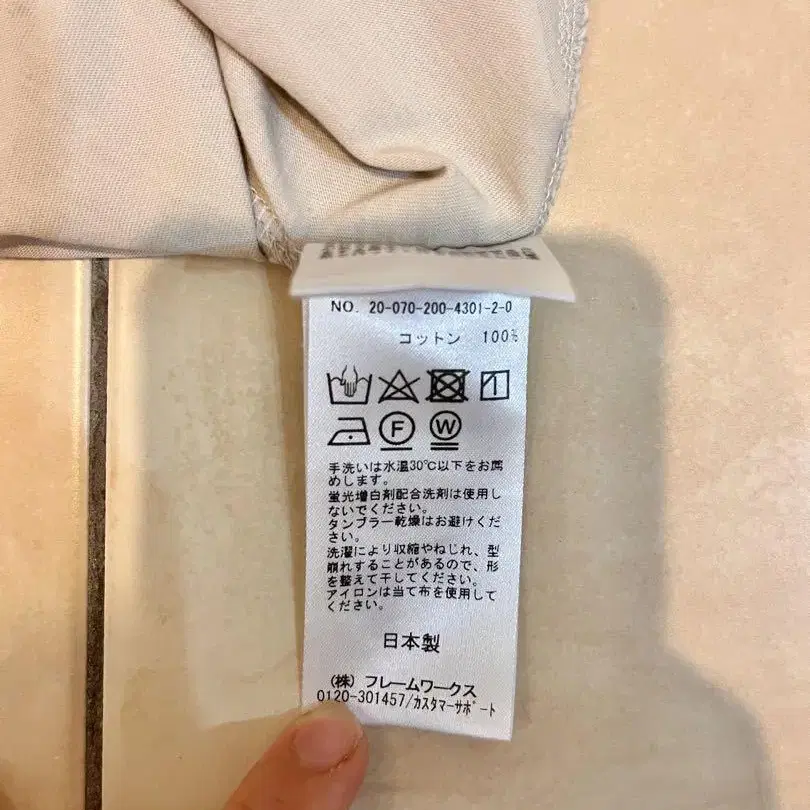 NO. 20-070-200-4301-2-0
コットン 100%
F
W
手洗いは水温30℃以下をお薦
めします。
蛍光増白剤配合洗剤は使用し
ないでください。
タンブラー乾燥はお避けくださ
い。
洗濯により収縮やねじれ、型
崩れすることがあるので、形
を整えて干してください。
アイロンは当て布を使用して
ください。
日本製
(株) フレームワークス
0120-301457/カスタマーサポート